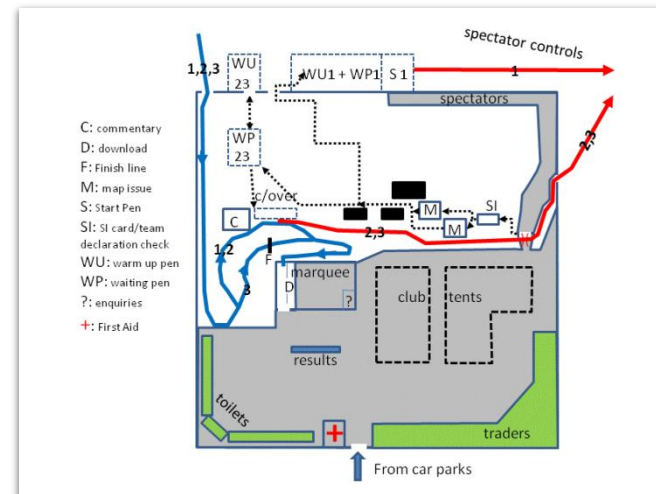 spectator controls
1,2,3
WU
23
WU1 + WP1
S 1
1
spectators
2,3
C: commentary
D: download
F: Finish line
M: map issue
S: Start Pen
SI: SI card/team
declaration check
WU: warm up pen
WP: waiting pen
?: enquiries
+: First Aid
WP
23
c/over
C
M
M
SI
2,3
1,2
F
3
D
marquee
?
club
tents
results
toilets
+
traders
From car parks